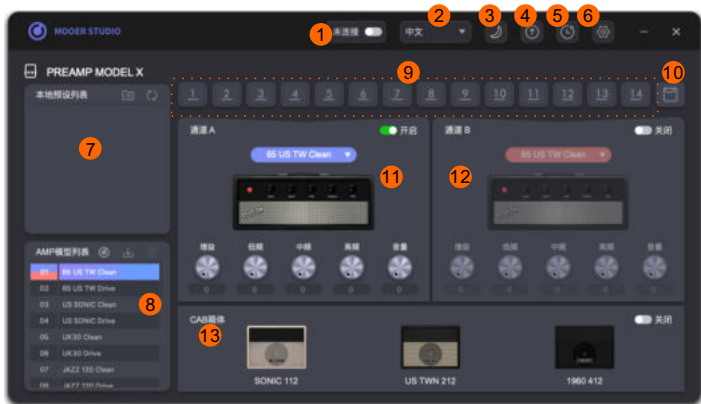 2 3 4 5 6
MOOER STUDIO
1 未连接
中文
9 10
PREAMP MODEL X
本地预设列表
1 2 3 4 5 6 7 8 9 10 11 12 13 14
7
通道 A
开启
65 US TW Clean
11
通道 B
关闭
65 US TW Clean
12
增益 低频 中频 高频 音量
0 0 0 0 0
增益 低频 中频 高频 音量
0 0 0 0 0
AMP模型列表
01 65 US TW Clean
02 65 US TW Drive
03 US SONIC Clean
8
04 US SONIC Drive
05 UK30 Clean
06 UK30 Drive
07 JAZZ 120 Clean
08 JAZZ 120 Drive
CAB箱体
关闭
13
SONIC 112
US TWN 212
1960 412